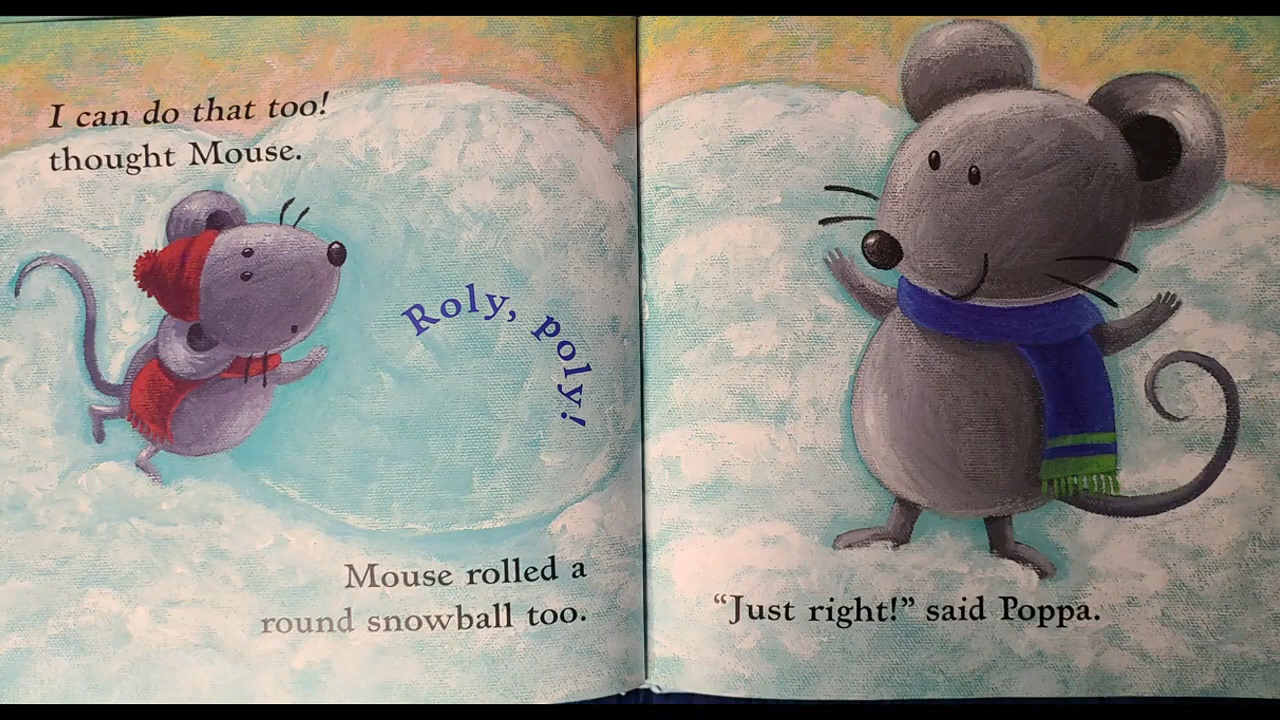 I can do that too!
thought Mouse.
Roly, poly!
Mouse rolled a
round snowball too.
“Just right!” said Poppa.